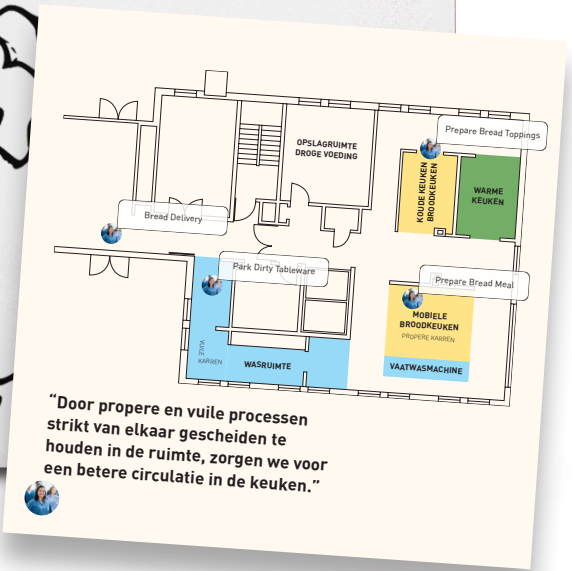 Prepare Bread Toppings
OPSLAGRUIMTE
DROGE VOEDING
KOUDE KEUKEN
BROODKEUKEN
WARME
KEUKEN
Bread Delivery
Park Dirty Tableware
Prepare Bread Meal
MOBIELE
BROODKEUKEN
PROPERE KARREN
VUILE
KARREN
WASRUIMTE
VAATWASMACHINE
“Door propere en vuile processen
strikt van elkaar gescheiden te
houden in de ruimte, zorgen we voor
een betere circulatie in de keuken.”